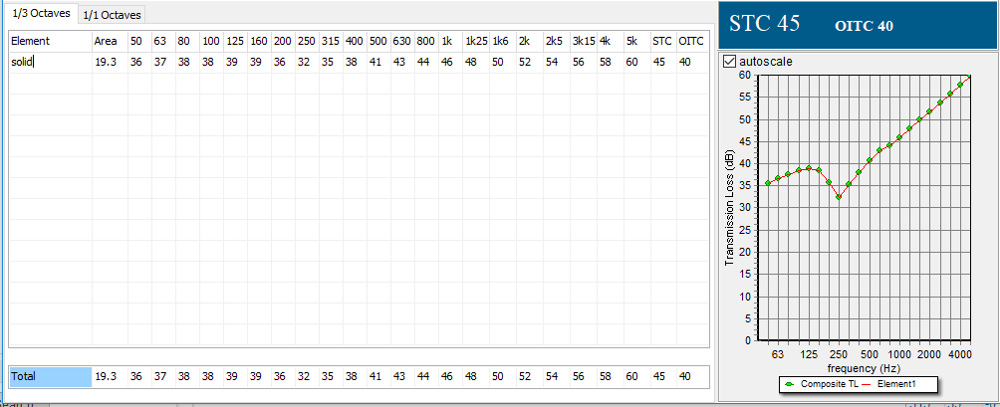 1/3 Octaves 1/1 Octaves
Element Area 50 63 80 100 125 160 200 250 315 400 500 630 800 1k 1k25 1k6 2k 2k5 3k15 4k 5k STC OITC
solid 19.3 36 37 38 38 39 39 36 32 35 38 41 43 44 46 48 50 52 54 56 58 60 45 40
Total 19.3 36 37 38 38 39 39 36 32 35 38 41 43 44 46 48 50 52 54 56 58 60 45 40
STC 45 OITC 40
autoscale
60
55
50
45
40
35
30
25
20
15
10
5
0
Transmission Loss (dB)
63 125 250 500 1000 2000 4000
frequency (Hz)
Composite TL Element1